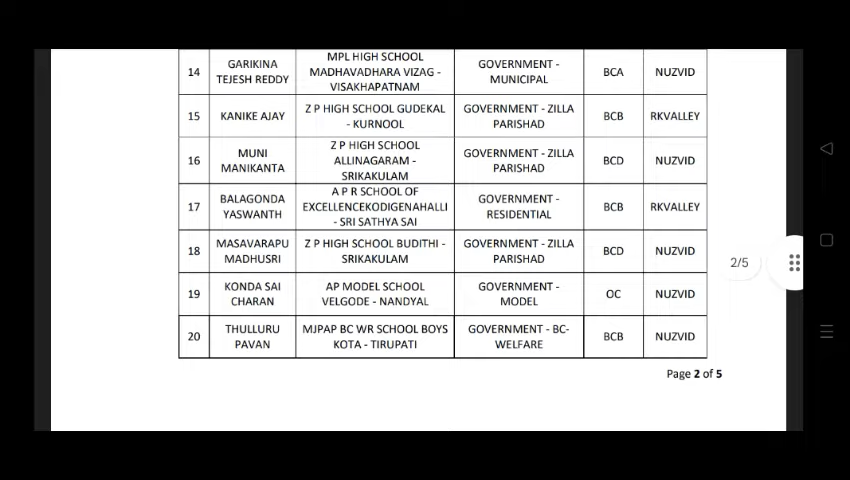 14 GARIKINA TEJESH REDDY MPL HIGH SCHOOL MADHAVADHARA VIZAG - VISAKHAPATNAM GOVERNMENT - MUNICIPAL BCA NUZVID
15 KANIKE AJAY Z P HIGH SCHOOL GUDEKAL - KURNOOL GOVERNMENT - ZILLA PARISHAD BCB RKVALLEY
16 MUNI MANIKANTA Z P HIGH SCHOOL ALLINAGARAM - SRIKAKULAM GOVERNMENT - ZILLA PARISHAD BCD NUZVID
17 BALAGONDA YASWANTH A P R SCHOOL OF EXCELLENCEKODIGENAHALLI - SRI SATHYA SAI GOVERNMENT - RESIDENTIAL BCB RKVALLEY
18 MASAVARAPU MADHUSRI Z P HIGH SCHOOL BUDITHI - SRIKAKULAM GOVERNMENT - ZILLA PARISHAD BCD NUZVID
19 KONDA SAI CHARAN AP MODEL SCHOOL VELGODE - NANDYAL GOVERNMENT - MODEL OC NUZVID
20 THULLURU PAVAN MJPAP BC WR SCHOOL BOYS KOTA - TIRUPATI GOVERNMENT - BC-WELFARE BCB NUZVID
2/5
Page 2 of 5